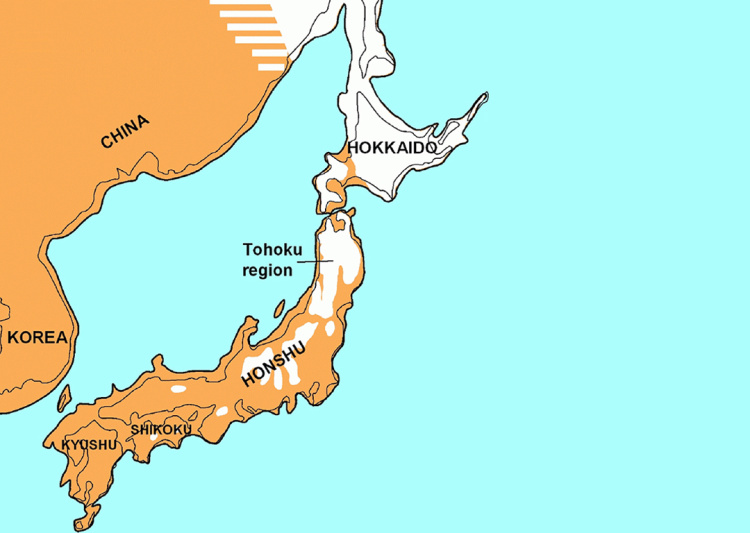 CHINA
HOKKAIDO
Tohoku
region
KOREA
HONSHU
SHIKOKU
KYUSHU